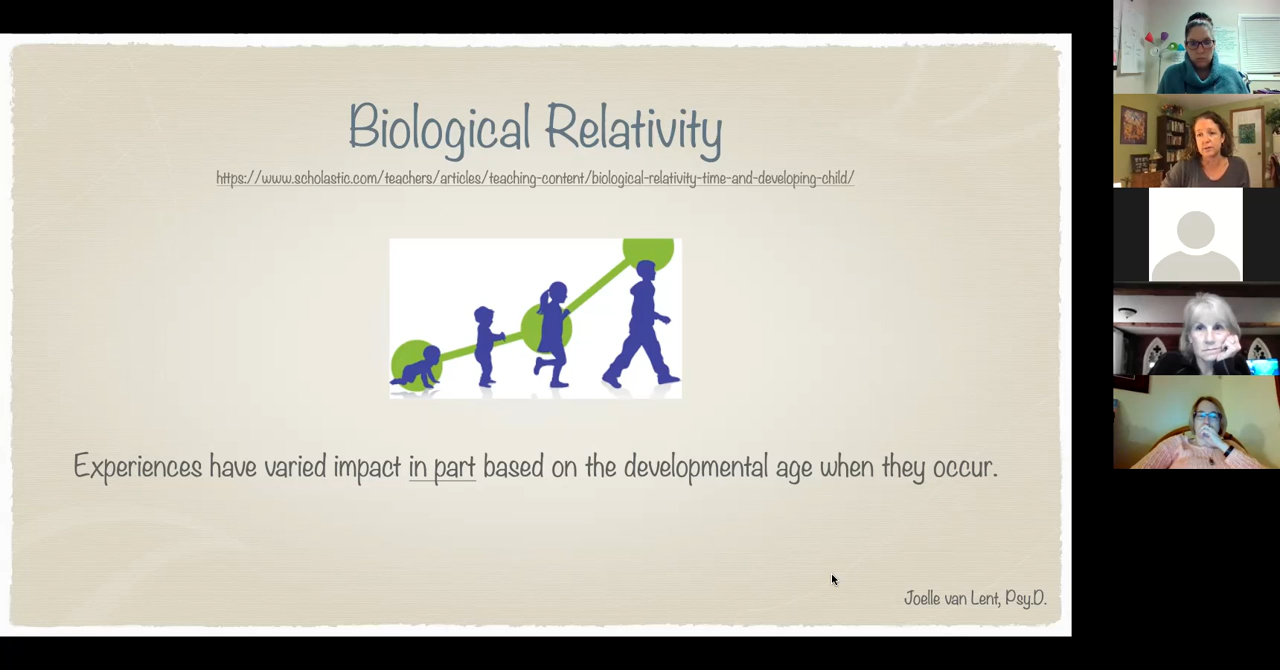 Biological Relativity
https://www.scholastic.com/teachers/articles/teaching-content/biological-relativity-time-and-developing-child/
Experiences have varied impact in part based on the developmental age when they occur.
Joelle van Lent, Psy.D.